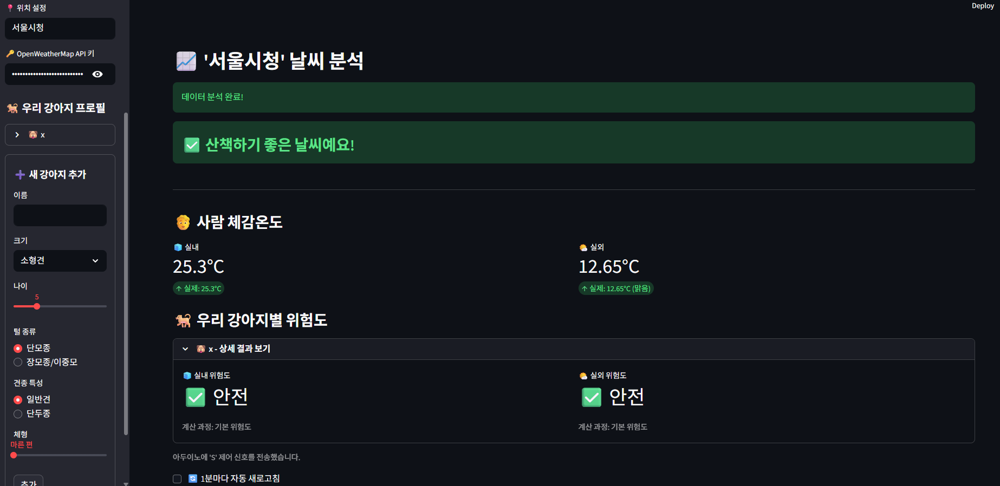 📍 위치 설정
서울시청
🔑 OpenWeatherMap API 키
•••••••••••••••••••••••••••
🐕 우리 강아지 프로필
🐶 x
➕ 새 강아지 추가
이름
크기
소형견
나이
5
털 종류
단모종
장모종/이중모
견종 특성
일반견
단두종
체형
마른 편
추가
Deploy
📈 '서울시청' 날씨 분석
데이터 분석 완료!
✅ 산책하기 좋은 날씨예요!
🧑 사람 체감온도
🧊 실내
25.3°C
↑ 실제: 25.3°C
🌤️ 실외
12.65°C
↑ 실제: 12.65°C (맑음)
🐕 우리 강아지별 위험도
🐶 x - 상세 결과 보기
🧊 실내 위험도
✅ 안전
계산 과정: 기본 위험도
🌤️ 실외 위험도
✅ 안전
계산 과정: 기본 위험도
아두이노에 'S' 제어 신호를 전송했습니다.
🔄 1분마다 자동 새로고침